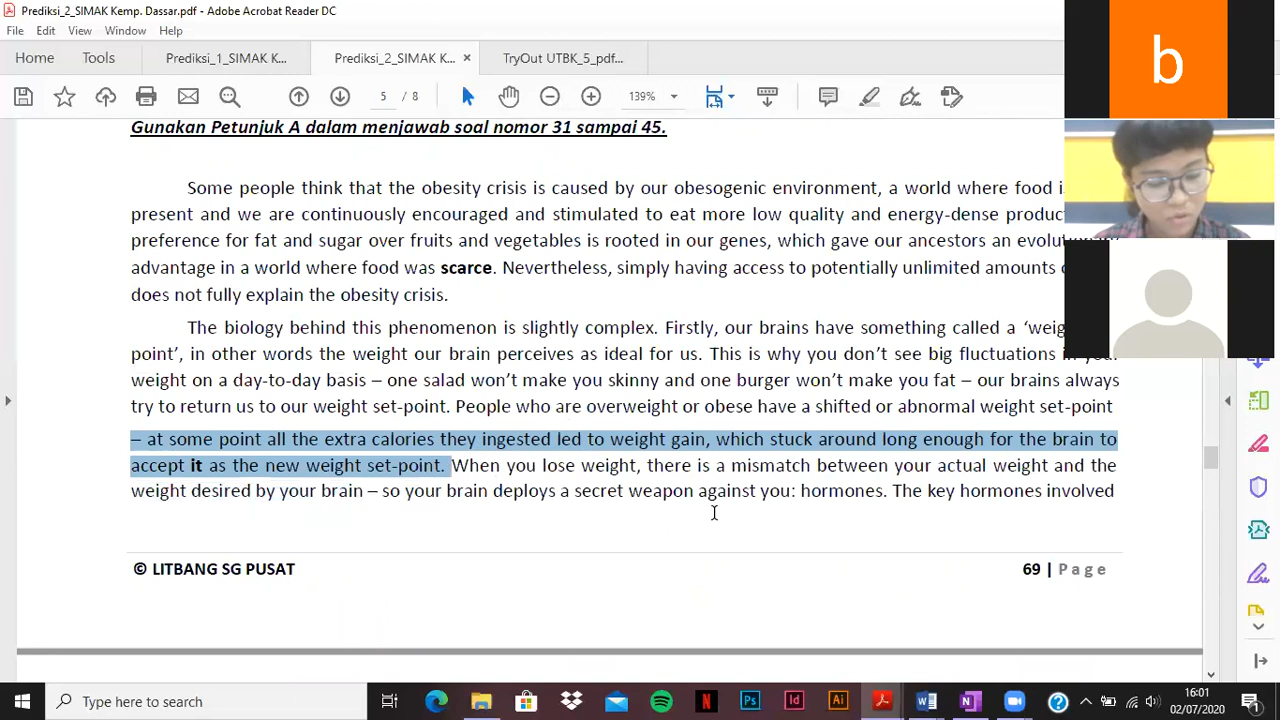 Prediksi_2_SIMAK Kemp. Dassar.pdf - Adobe Acrobat Reader DC
File Edit View Window Help
Home Tools Prediksi_1_SIMAK K... Prediksi_2_SIMAK K... × TryOut UTBK_5_pdf...
5 / 8 139%
b
Gunakan Petunjuk A dalam menjawab soal nomor 31 sampai 45.
Some people think that the obesity crisis is caused by our obesogenic environment, a world where food
present and we are continuously encouraged and stimulated to eat more low quality and energy-dense
preference for fat and sugar over fruits and vegetables is rooted in our genes, which gave our ancestors an
advantage in a world where food was scarce. Nevertheless, simply having access to potentially unlimited amounts
does not fully explain the obesity crisis.
The biology behind this phenomenon is slightly complex. Firstly, our brains have something called a
point’, in other words the weight our brain perceives as ideal for us. This is why you don’t see big fluctuations in your
weight on a day-to-day basis – one salad won’t make you skinny and one burger won’t make you fat – our brains always
try to return us to our weight set-point. People who are overweight or obese have a shifted or abnormal weight set-point
– at some point all the extra calories they ingested led to weight gain, which stuck around long enough for the brain to
accept it as the new weight set-point. When you lose weight, there is a mismatch between your actual weight and the
weight desired by your brain – so your brain deploys a secret weapon against you: hormones. The key hormones involved
© LITBANG SG PUSAT 69 | Page
Type here to search
Ps Id Ai
16:01
02/07/2020